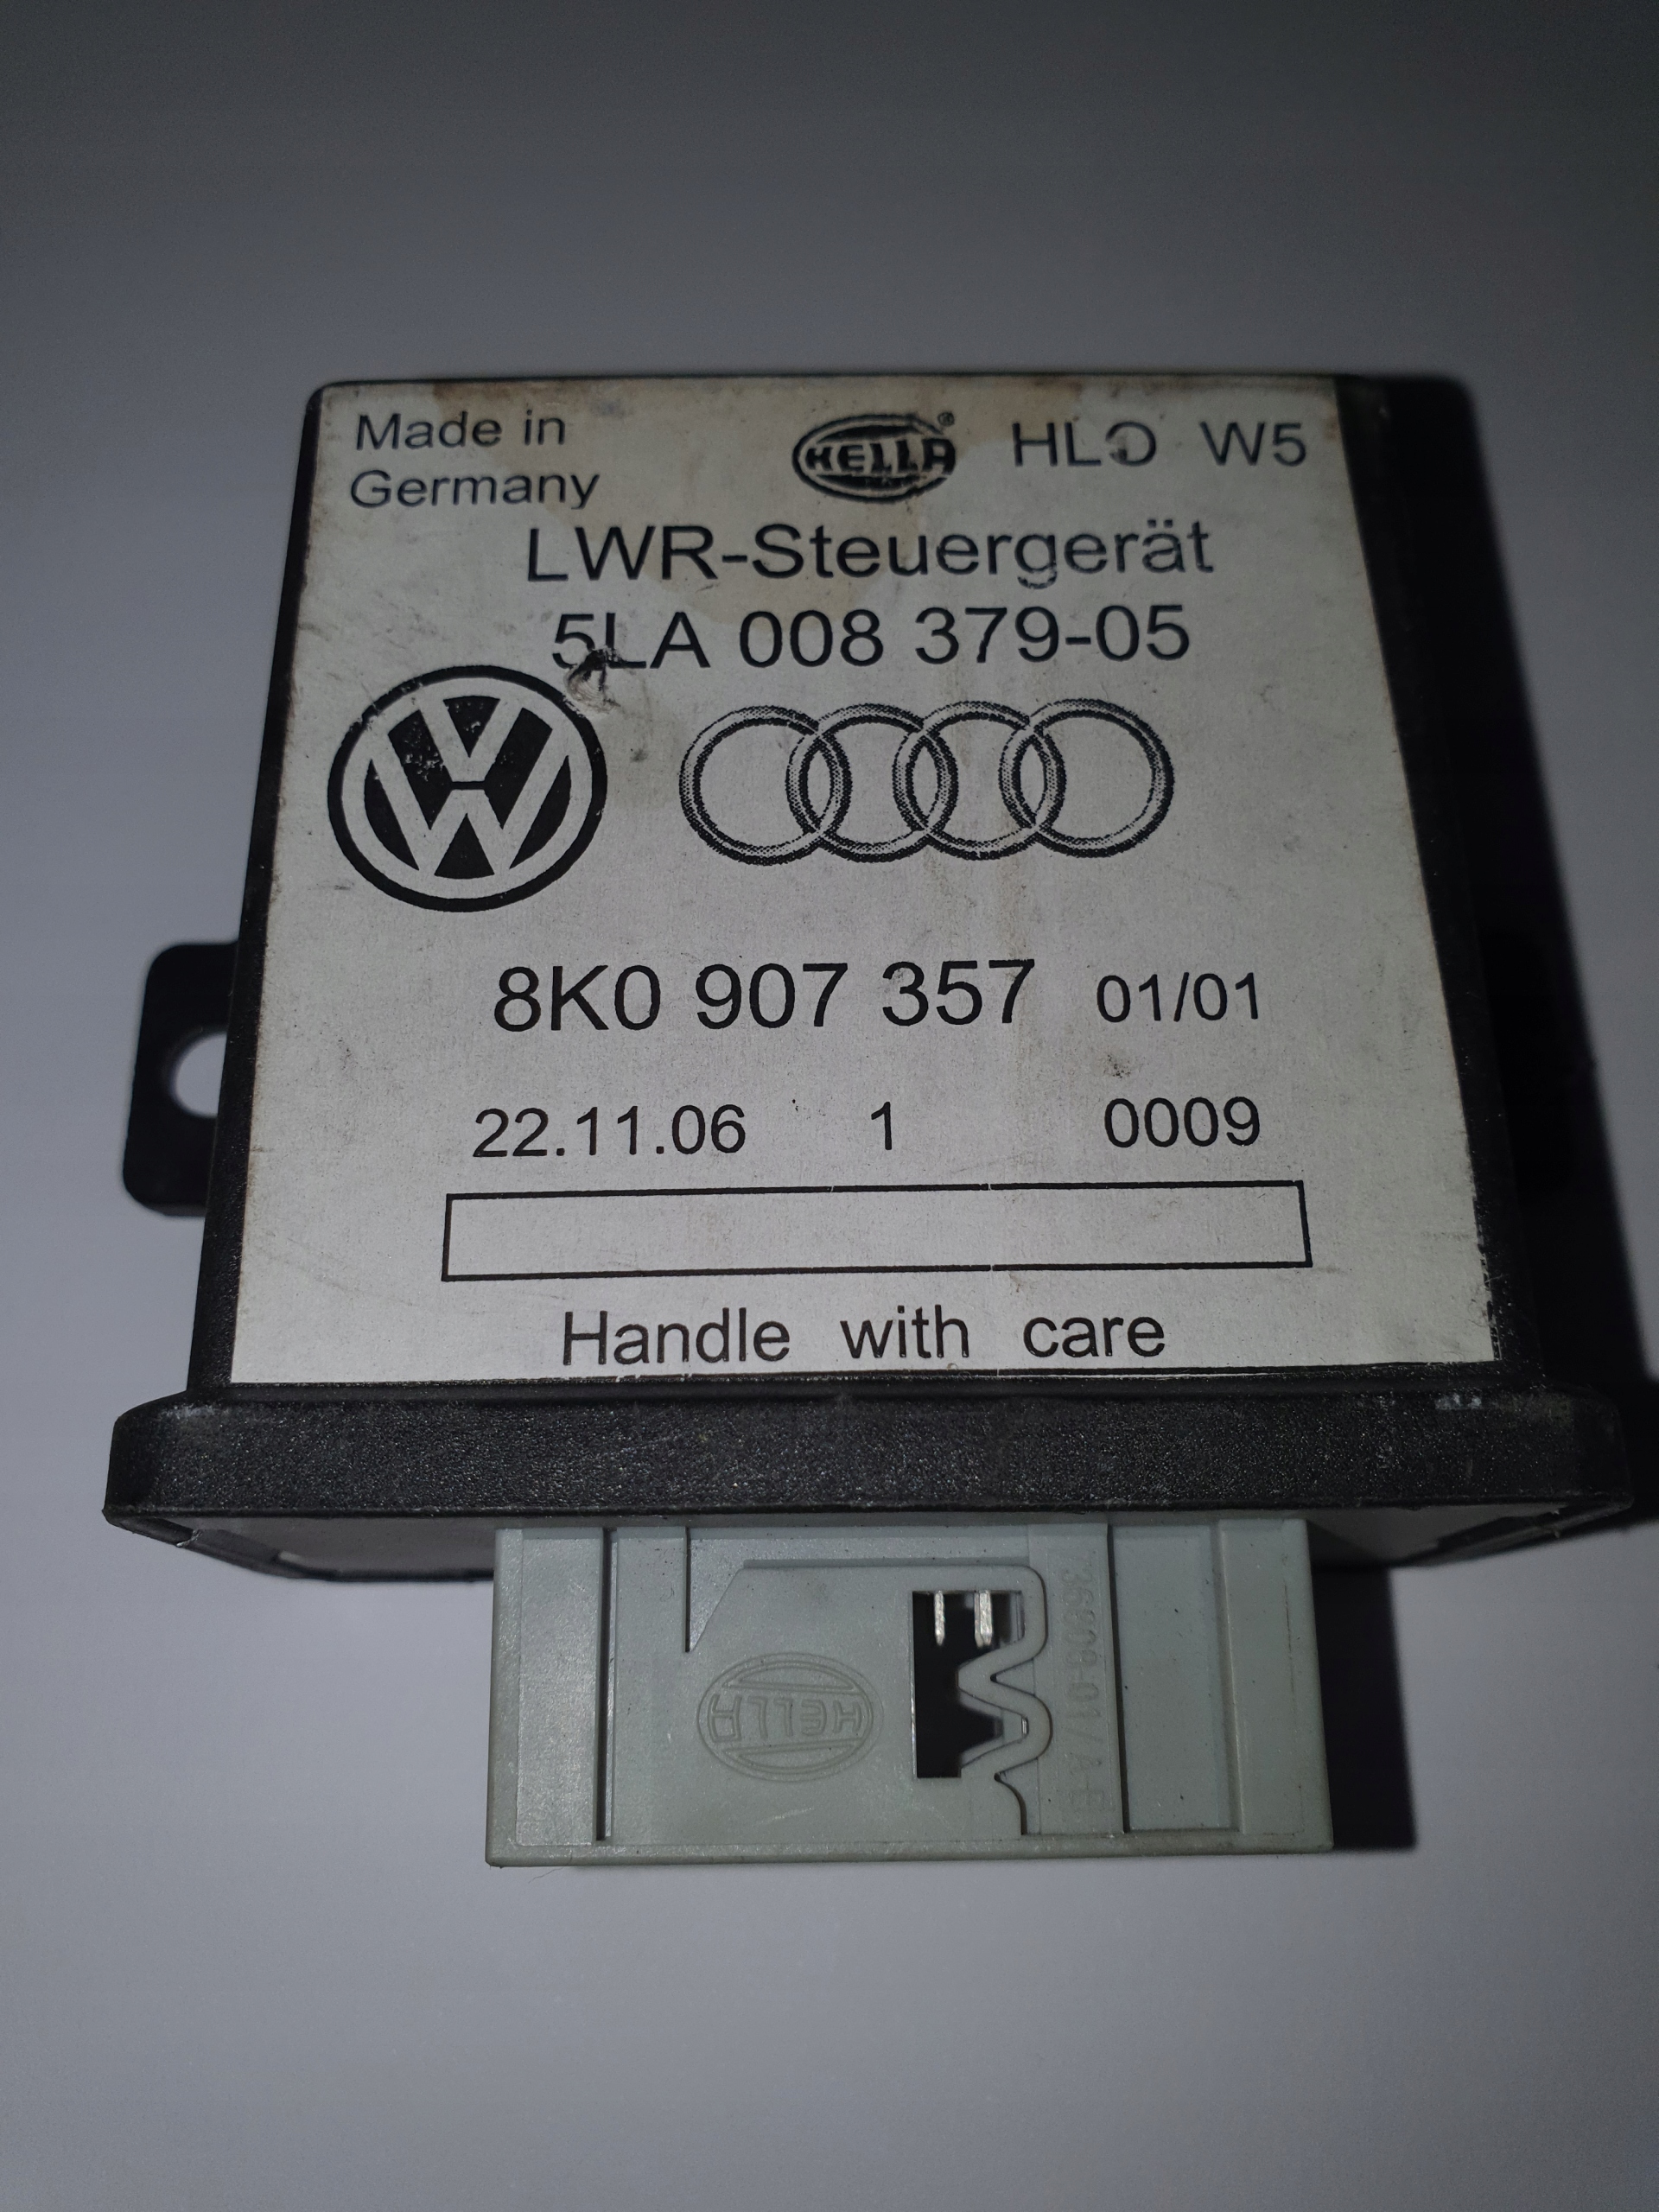 Made in
Germany
HELLA® HLO W5
LWR-Steuergerät
5LA 008 379-05
8K0 907 357 01/01
22.11.06 1 0009
Handle with care
HELLA